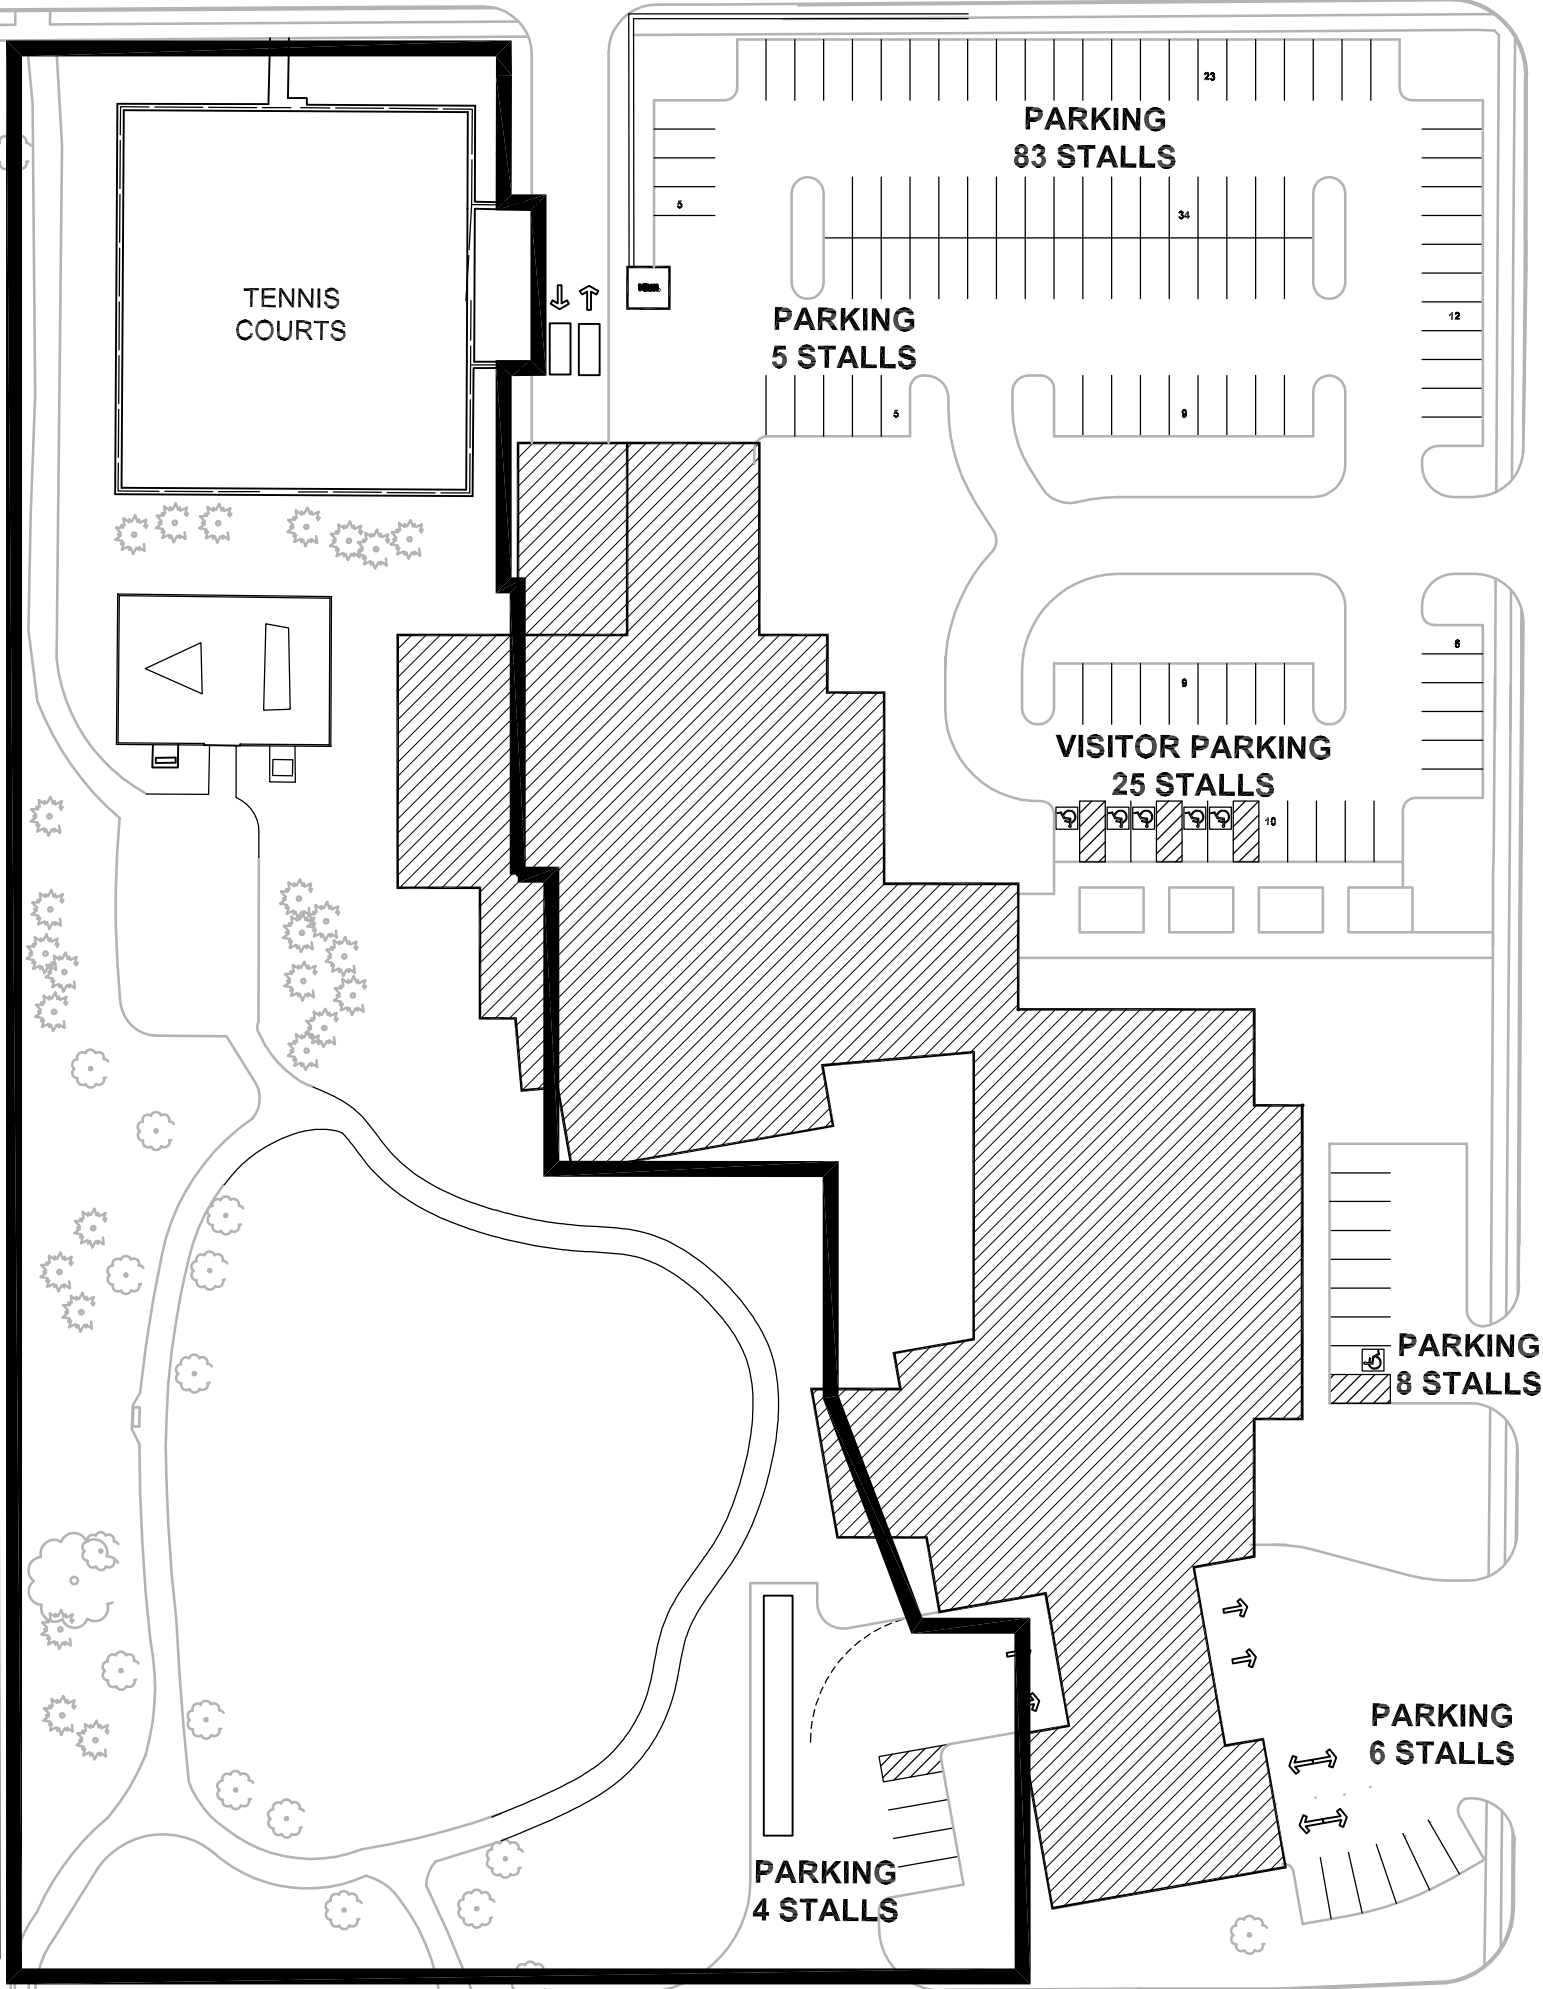 23
PARKING
83 STALLS
5
34
TENNIS
COURTS
12
PARKING
5 STALLS
5
9
6
9
VISITOR PARKING
25 STALLS
10
PARKING
8 STALLS
PARKING
6 STALLS
PARKING
4 STALLS